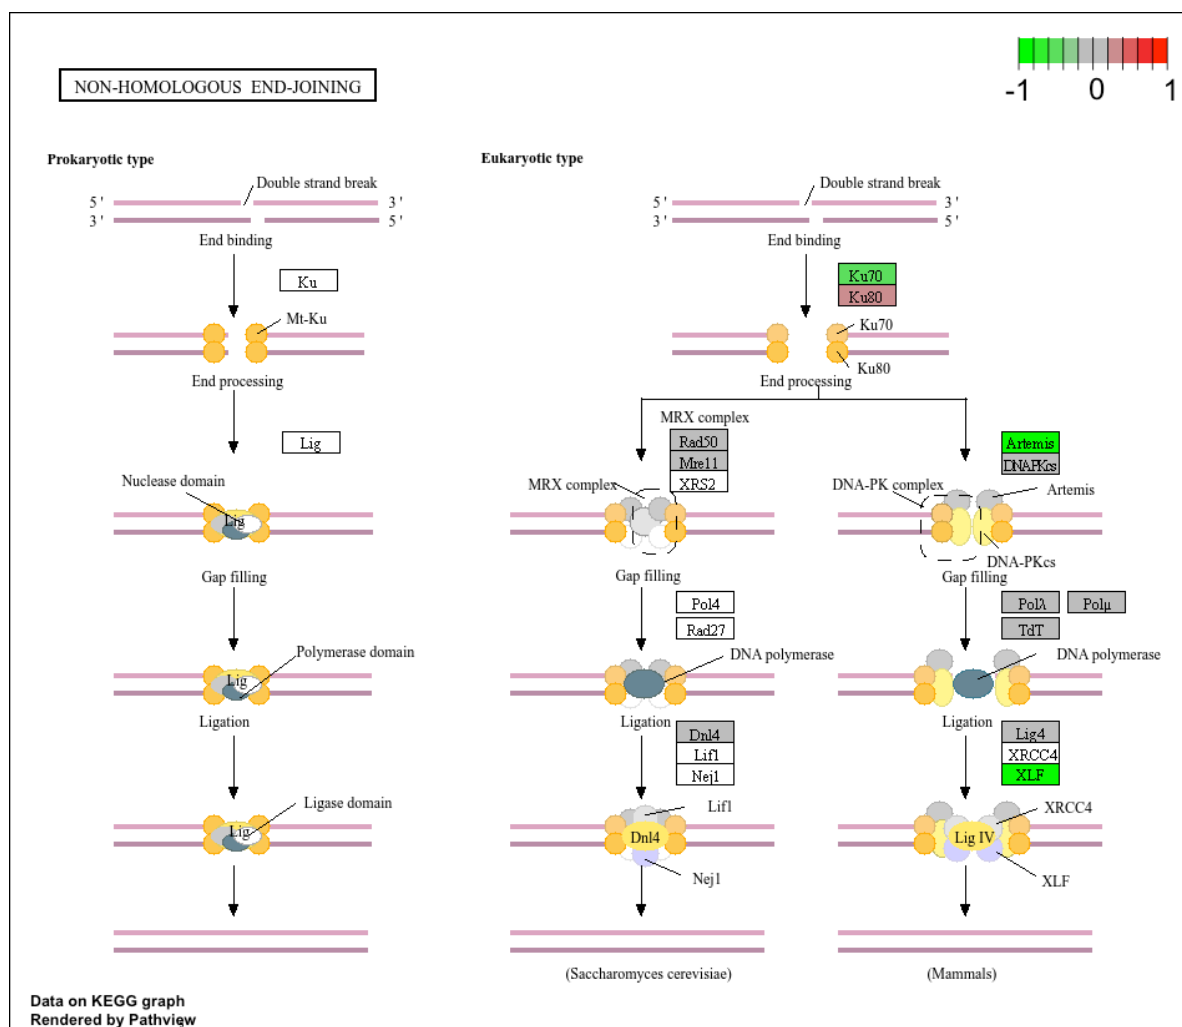 NON-HOMOLOGOUS END-JOINING
-1 0 1
Prokaryotic type
Double strand break
5' 3'
3' 5'
End binding
Ku
Mt-Ku
End processing
Lig
Nuclease domain
Lig
Gap filling
Polymerase domain
Lig
Ligation
Ligase domain
Lig
Eukaryotic type
Double strand break
5' 3'
3' 5'
End binding
Ku70
Ku80
Ku70
Ku80
End processing
MRX complex
Rad50
Mre11
XRS2
MRX complex
Gap filling
Pol4
Rad27
DNA polymerase
Ligation
Dnl4
Lif1
Nej1
Lif1
Dnl4
Nej1
(Saccharomyces cerevisiae)
Artemis
DNAPKcs
DNA-PK complex
Artemis
DNA-PKcs
Gap filling
Polλ Polμ
TdT
DNA polymerase
Ligation
Lig4
XRCC4
XLF
XRCC4
Lig IV
XLF
(Mammals)
Data on KEGG graph
Rendered by Pathview